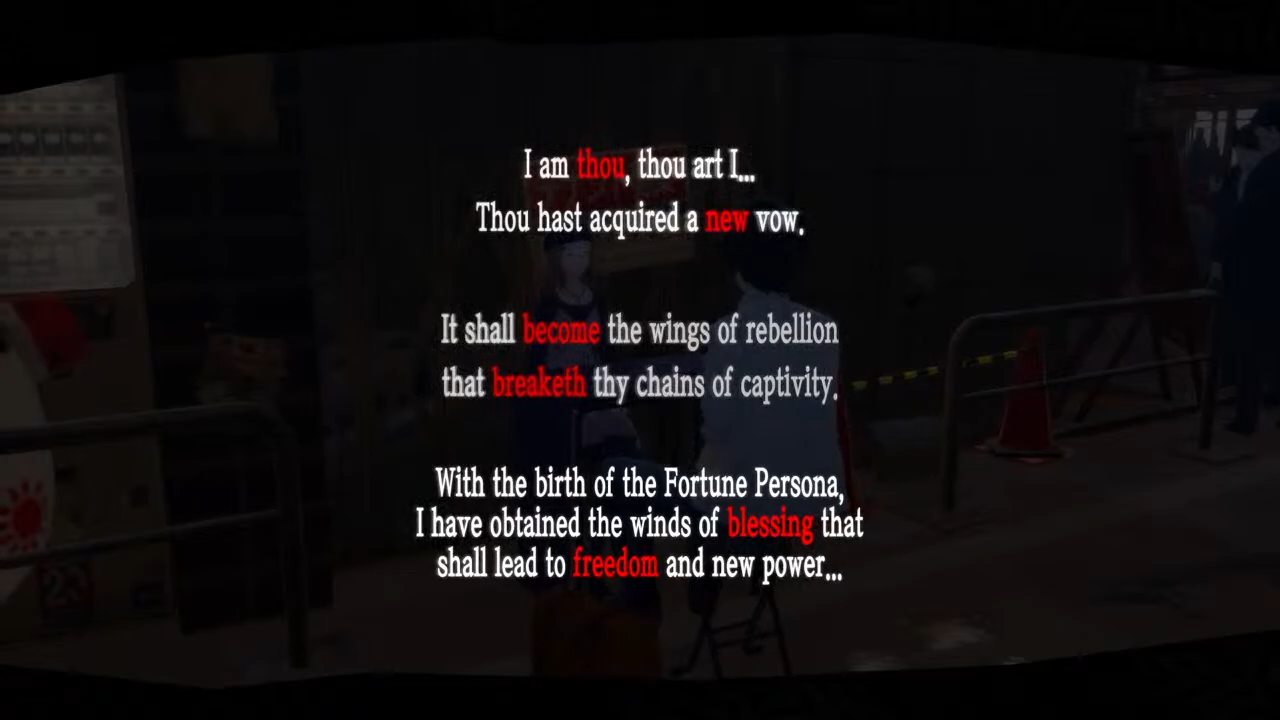 I am thou, thou art I...
Thou hast acquired a new vow.
It shall become the wings of rebellion
that breaketh thy chains of captivity.
With the birth of the Fortune Persona,
I have obtained the winds of blessing that
shall lead to freedom and new power...